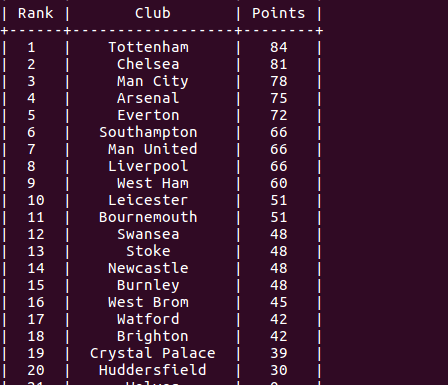 | Rank | Club | Points |
+------+-------------------+--------+
| 1 | Tottenham | 84 |
| 2 | Chelsea | 81 |
| 3 | Man City | 78 |
| 4 | Arsenal | 75 |
| 5 | Everton | 72 |
| 6 | Southampton | 66 |
| 7 | Man United | 66 |
| 8 | Liverpool | 66 |
| 9 | West Ham | 60 |
| 10 | Leicester | 51 |
| 11 | Bournemouth | 51 |
| 12 | Swansea | 48 |
| 13 | Stoke | 48 |
| 14 | Newcastle | 48 |
| 15 | Burnley | 48 |
| 16 | West Brom | 45 |
| 17 | Watford | 42 |
| 18 | Brighton | 42 |
| 19 | Crystal Palace | 39 |
| 20 | Huddersfield | 30 |